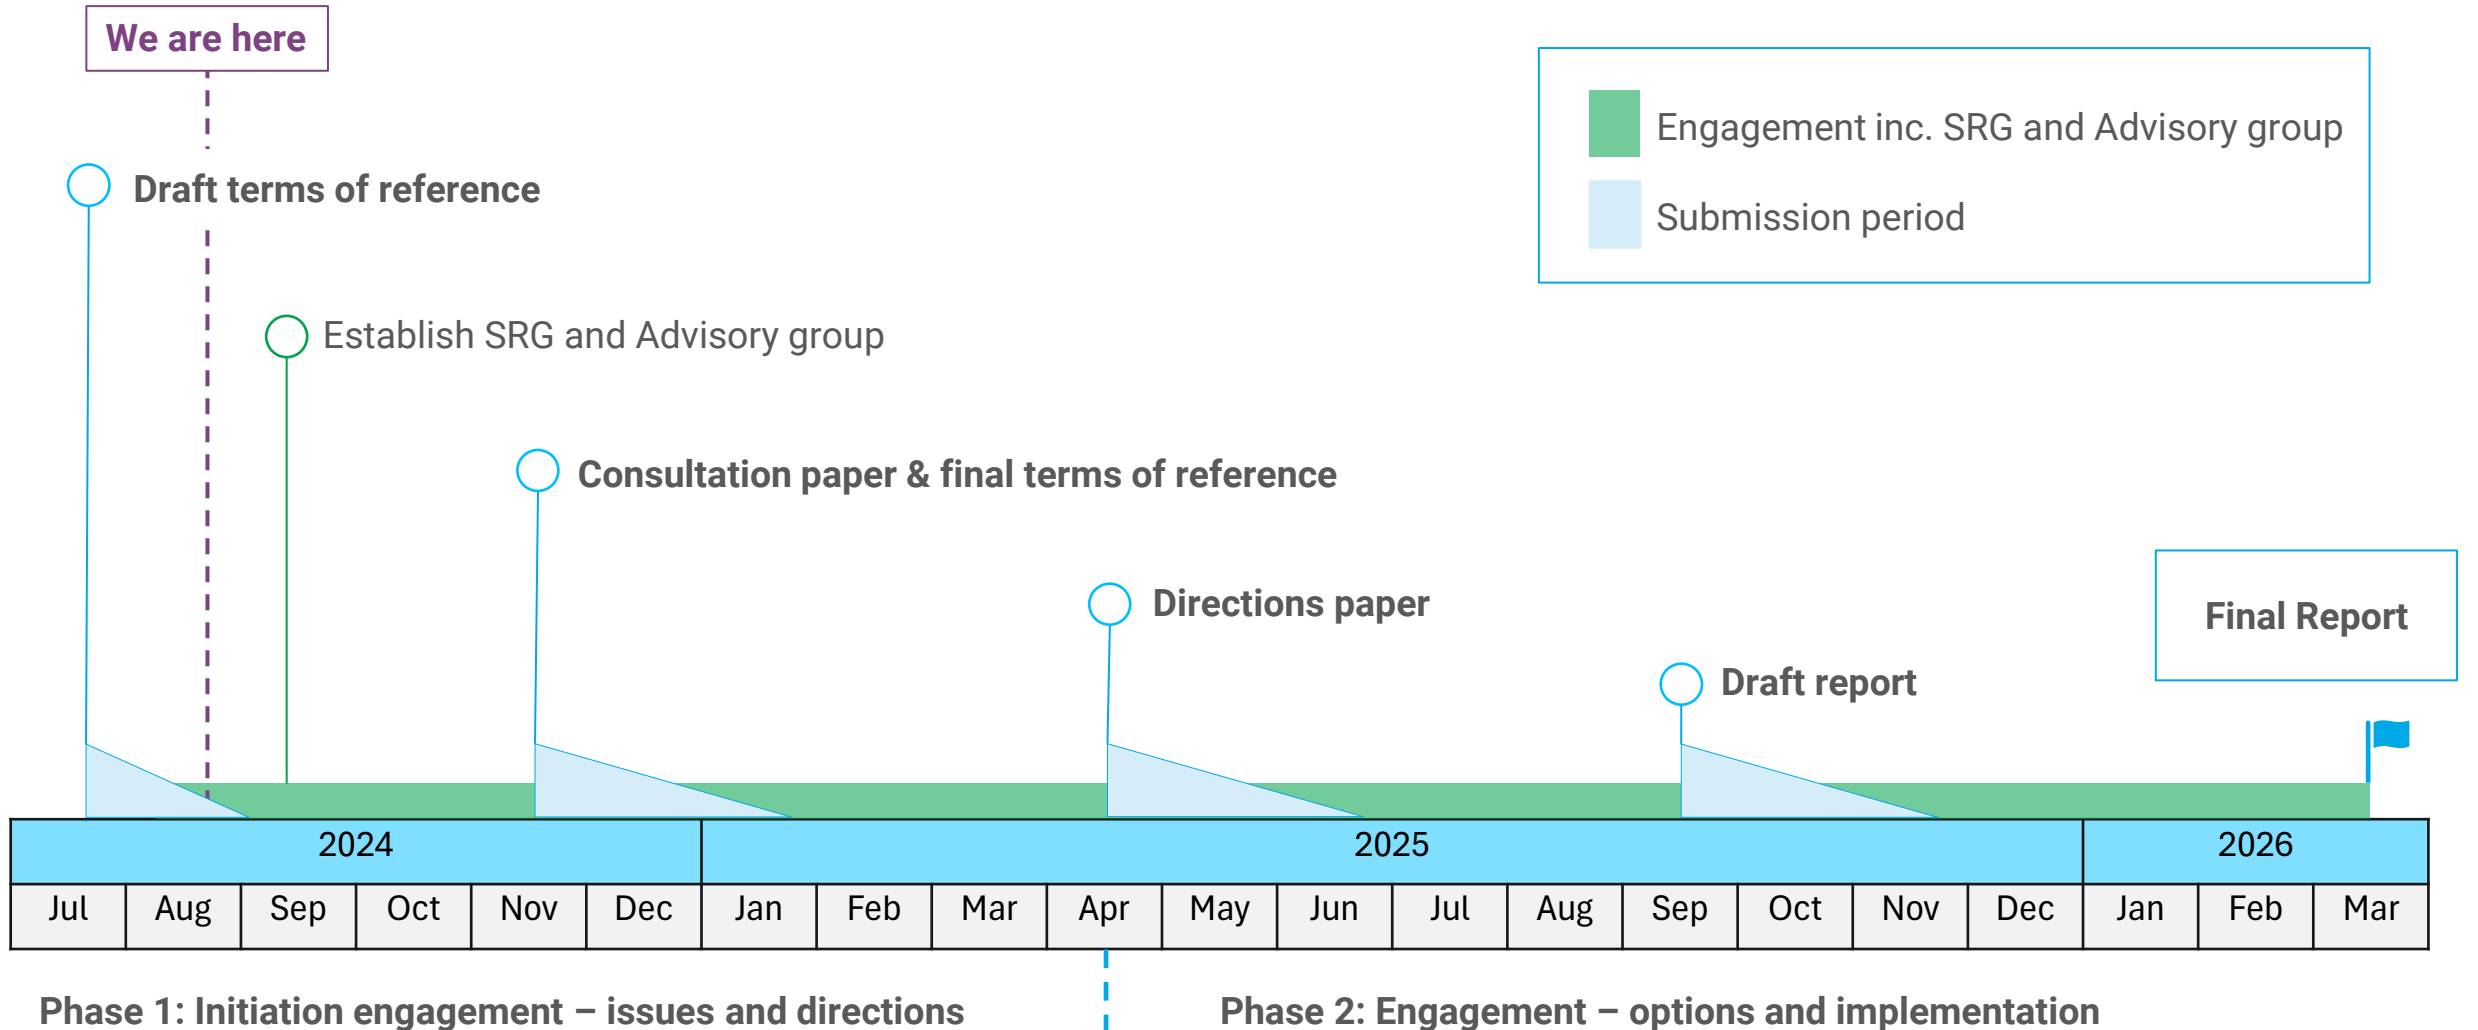 We are here
Engagement inc. SRG and Advisory group
Submission period
Draft terms of reference
Establish SRG and Advisory group
Consultation paper & final terms of reference
Directions paper
Draft report
Final Report
2024 2025 2026
Jul Aug Sep Oct Nov Dec Jan Feb Mar Apr May Jun Jul Aug Sep Oct Nov Dec Jan Feb Mar
Phase 1: Initiation engagement – issues and directions
Phase 2: Engagement – options and implementation